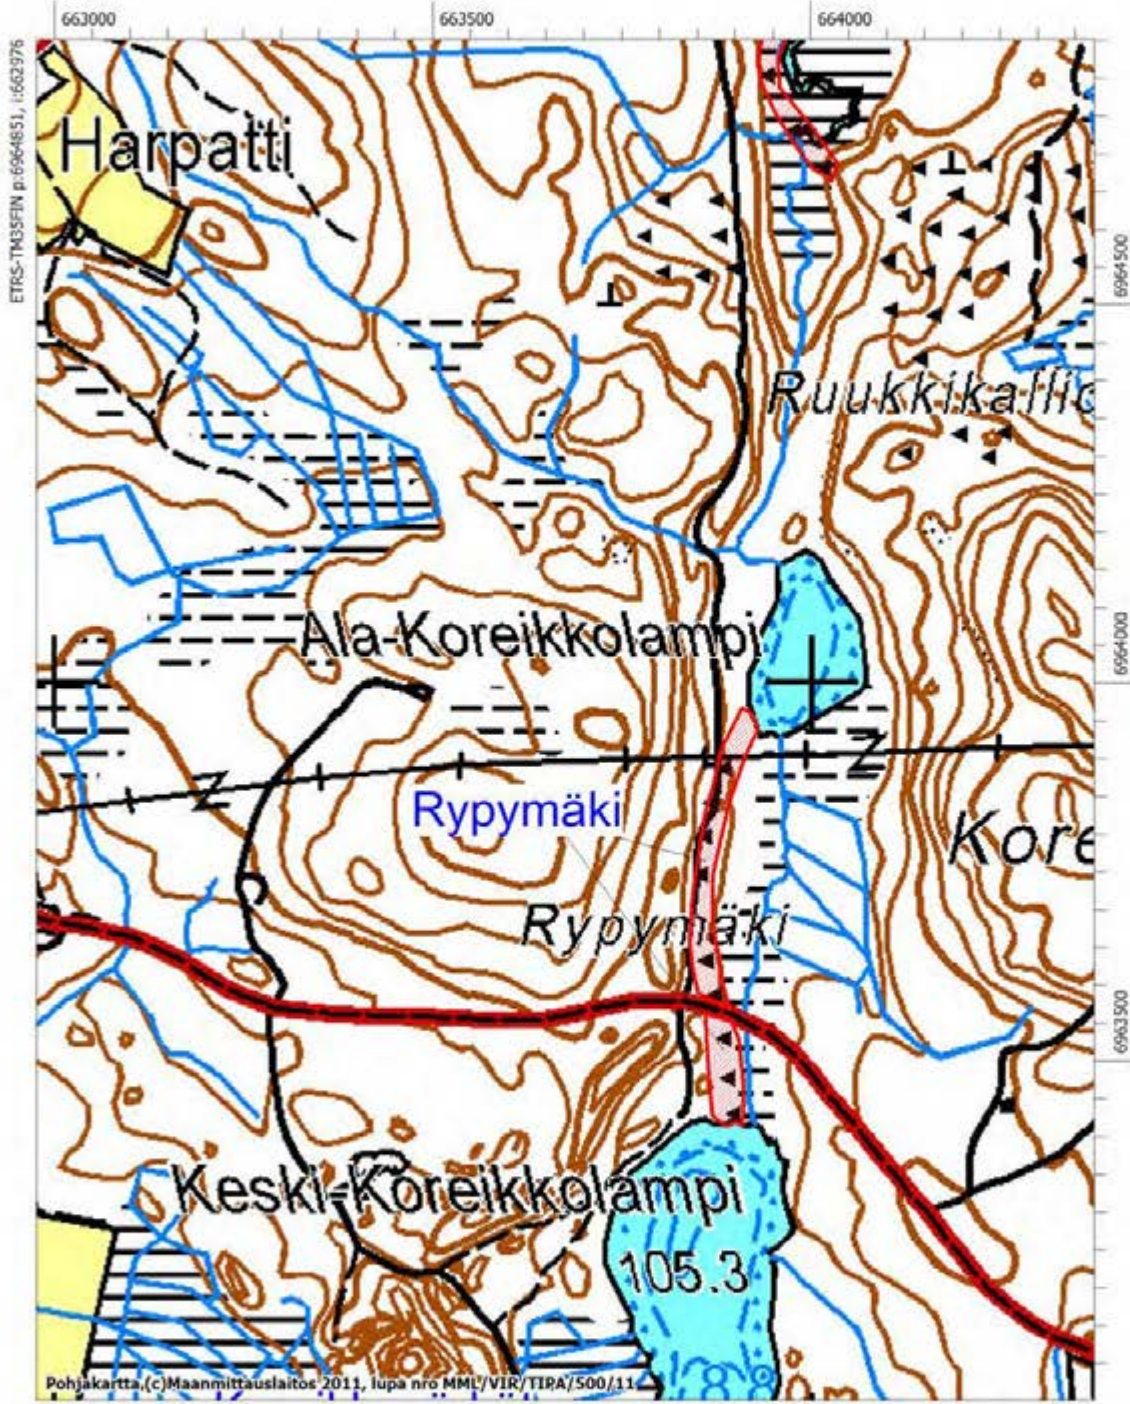 663000
663500
664000
ETRS-TM35FIN p:6964851, i:662976
Harpatti
6964500
Ruukkikallio
6964000
Ala-Koreikkolampi
Rypymäki
Kore
Rypymäki
6963500
Keski-Koreikkolampi
105.3
Pohjakartta,(c)Maanmittauslaitos 2011, lupa nro MML/VIR/TIPA/500/11